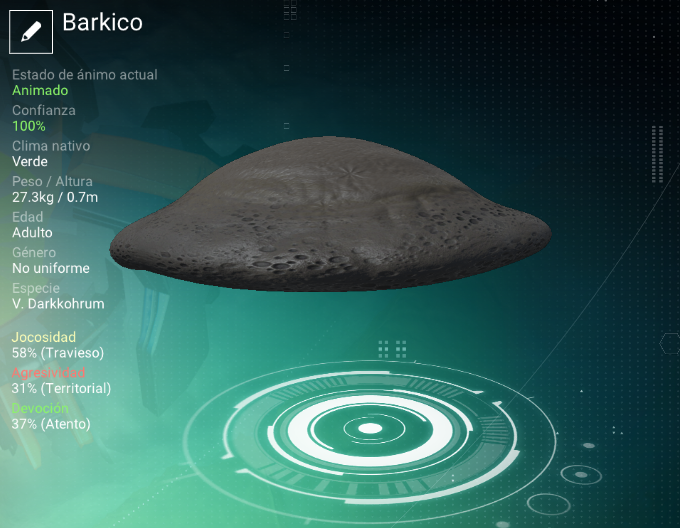 Barkico
Estado de ánimo actual
Animado
Confianza
100%
Clima nativo
Verde
Peso / Altura
27.3kg / 0.7m
Edad
Adulto
Género
No uniforme
Especie
V. Darkkohrum
Jocosidad
58% (Travieso)
Agresividad
31% (Territorial)
Devoción
37% (Atento)